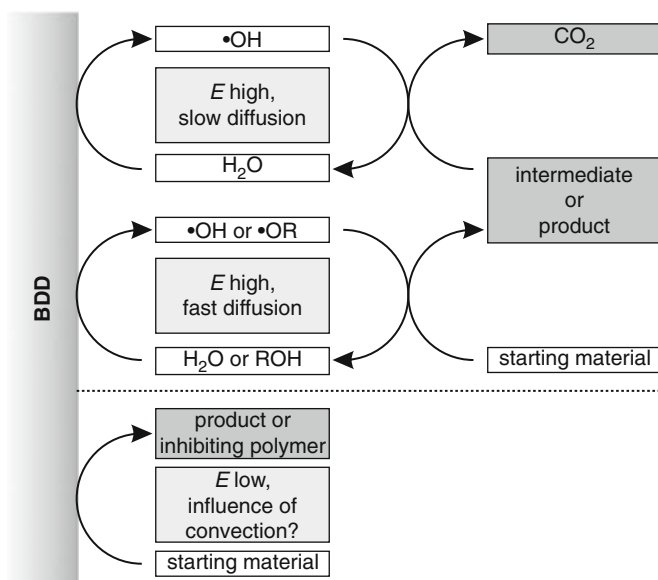 BDD
•OH
E high,
slow diffusion
H₂O
CO₂
intermediate
or
product
•OH or •OR
E high,
fast diffusion
H₂O or ROH
starting material
product or
inhibiting polymer
E low,
influence of
convection?
starting material